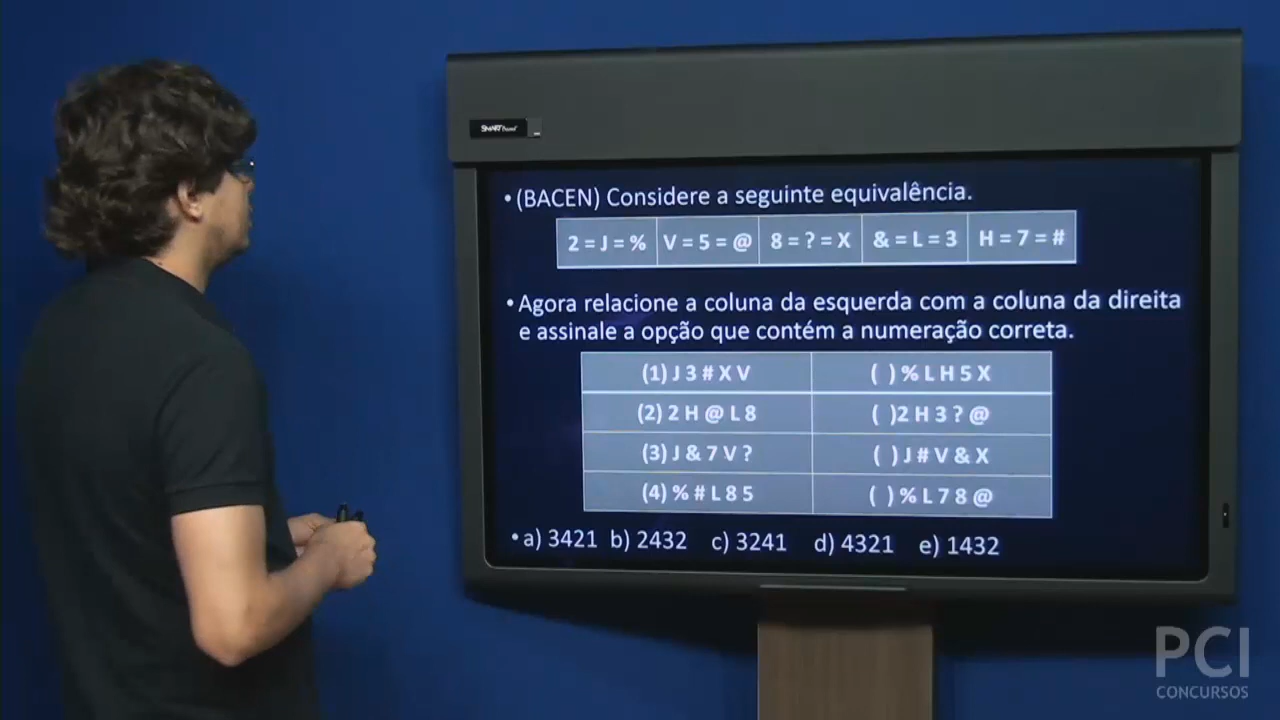 SMART Board
• (BACEN) Considere a seguinte equivalência.
2 = J = % V = 5 = @ 8 = ? = X & = L = 3 H = 7 = #
• Agora relione a coluna da esquerda com a coluna da direita
e assinale a opção que contém a numeração correta.
(1) J 3 # X V ( ) % L H 5 X
(2) 2 H @ L 8 ( )2 H 3 ? @
(3) J & 7 V ? ( ) J # V & X
(4) % # L 8 5 ( ) % L 7 8 @
• a) 3421 b) 2432 c) 3241 d) 4321 e) 1432
PCI
CONCURSOS